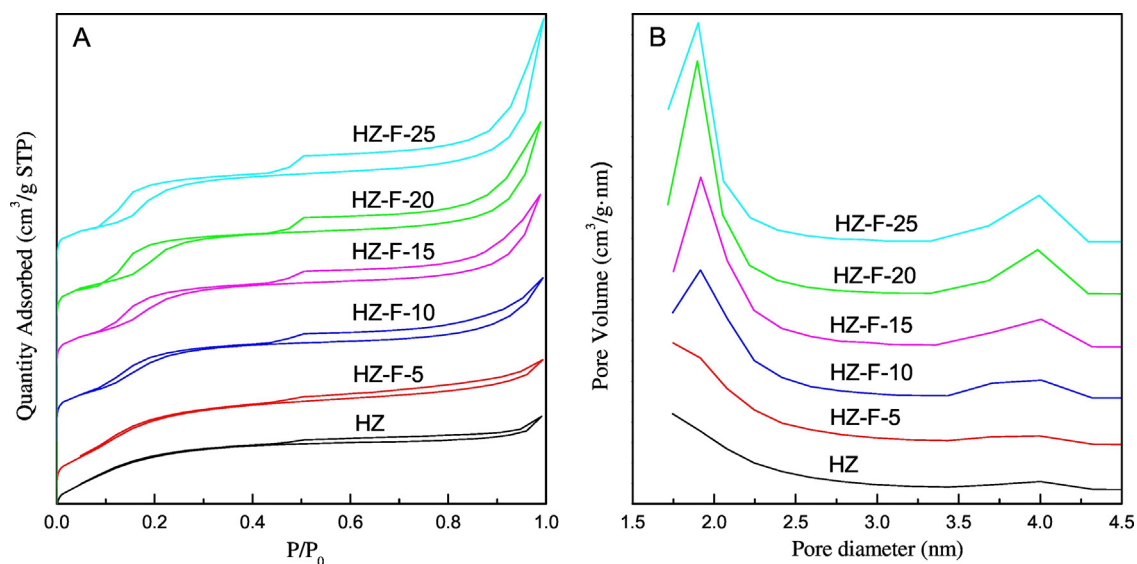 A
Quantity Adsorbed (cm³/g STP)
HZ-F-25
HZ-F-20
HZ-F-15
HZ-F-10
HZ-F-5
HZ
0.0 0.2 0.4 0.6 0.8 1.0
P/P₀
B
Pore Volume (cm³/g·nm)
HZ-F-25
HZ-F-20
HZ-F-15
HZ-F-10
HZ-F-5
HZ
1.5 2.0 2.5 3.0 3.5 4.0 4.5
Pore diameter (nm)